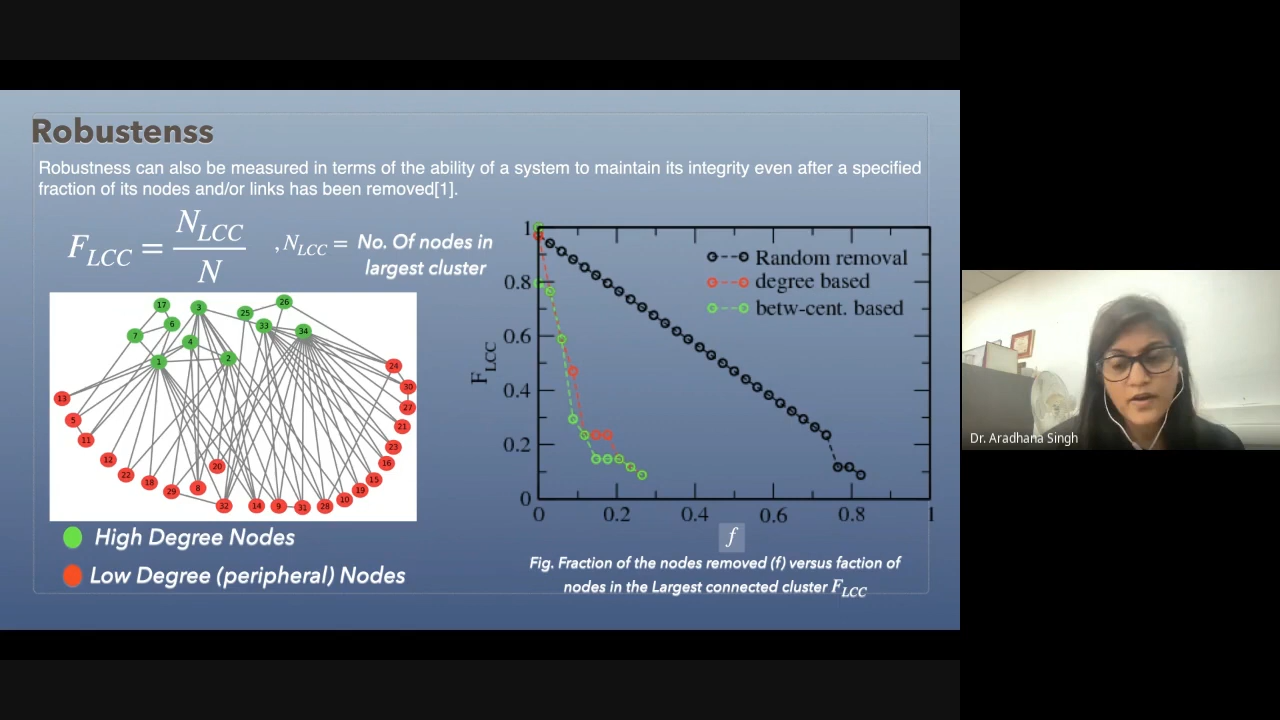 Robustenss
Robustness can also be measured in terms of the ability of a system to maintain its integrity even after a specified
fraction of its nodes and/or links has been removed[1].
F_LCC = N_LCC / N , N_LCC = No. Of nodes in
largest cluster
17
3
26
25
6
33
34
7
4
1
2
24
30
13
27
5
21
11
23
12
16
20
22
15
18
8
19
29
10
32
14
9
31
28
High Degree Nodes
Low Degree (peripheral) Nodes
1
0.8
0.6
0.4
0.2
0
F_LCC
Random removal
degree based
betw-cent. based
0 0.2 0.4 0.6 0.8 1
f
Fig. Fraction of the nodes removed (f) versus faction of
nodes in the Largest connected cluster F_LCC
Dr. Aradhana Singh